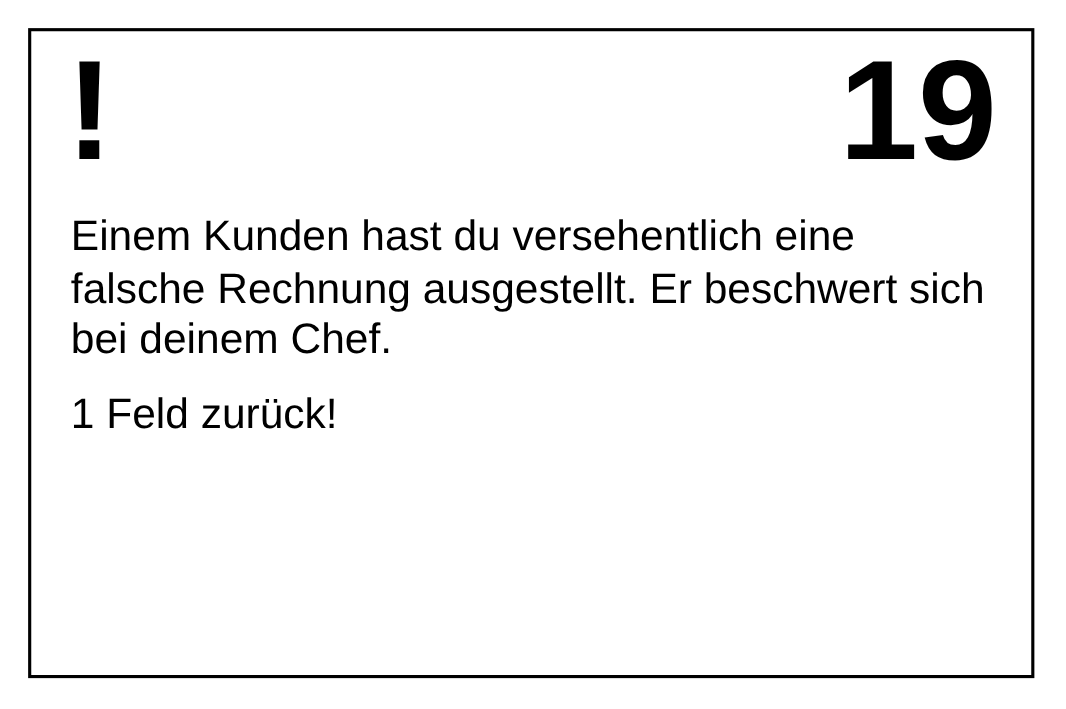 ! 19
Einem Kunden hast du versehentlich eine
falsche Rechnung ausgestellt. Er beschwert sich
bei deinem Chef.
1 Feld zurück!